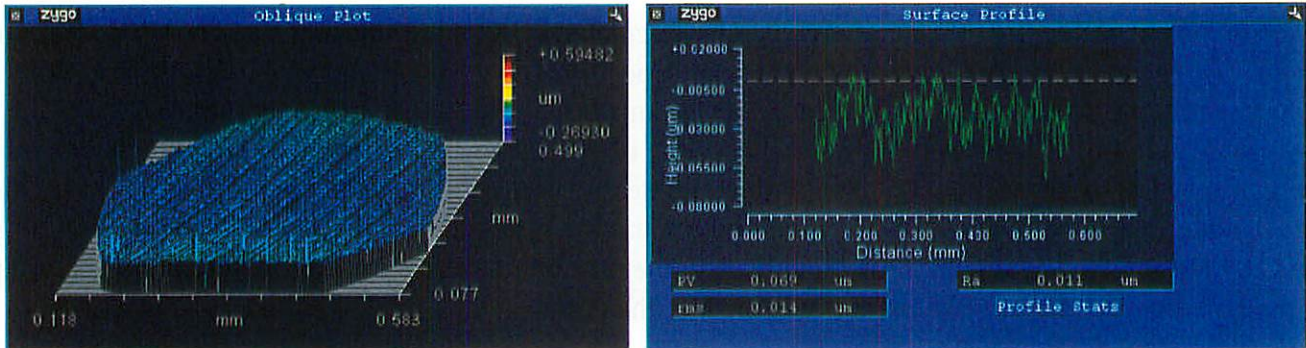 zygo Oblique Plot
+0.59482
um
-0.26930
0.499
mm
0.077
0.118 mm 0.583
zygo Surface Profile
+0.02000
-0.00500
-0.03000
-0.05500
-0.08000
Height (µm)
0.000 0.100 0.200 0.300 0.400 0.500 0.600
Distance (mm)
PV 0.069 um
Ra 0.011 um
rms 0.014 um
Profile Stats